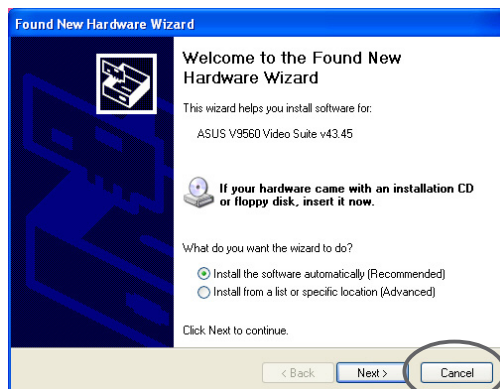 Found New Hardware Wizard
Welcome to the Found New
Hardware Wizard
This wizard helps you install software for:
ASUS V9560 Video Suite v43.45
If your hardware came with an installation CD
or floppy disk, insert it now.
What do you want the wizard to do?
Install the software automatically (Recommended)
Install from a list or specific location (Advanced)
Click Next to continue.
< Back Next > Cancel